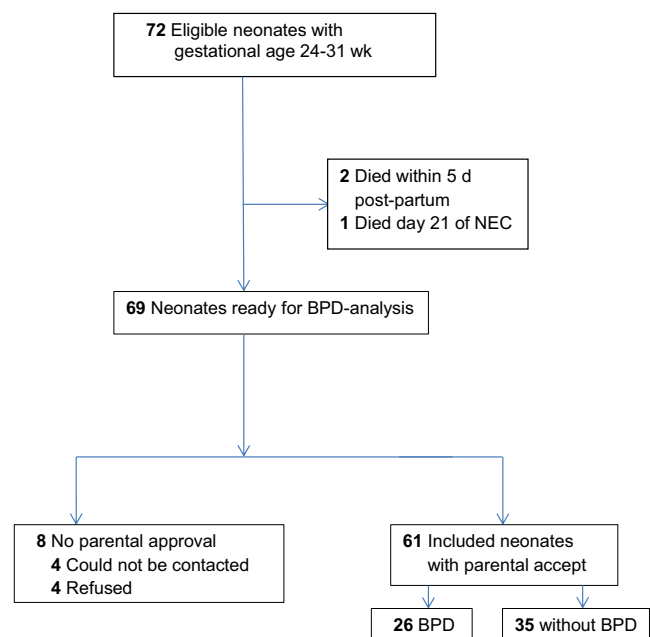 72 Eligible neonates with
gestational age 24-31 wk
2 Died within 5 d
post-partum
1 Died day 21 of NEC
69 Neonates ready for BPD-analysis
8 No parental approval
4 Could not be contacted
4 Refused
61 Included neonates
with parental accept
26 BPD
35 without BPD